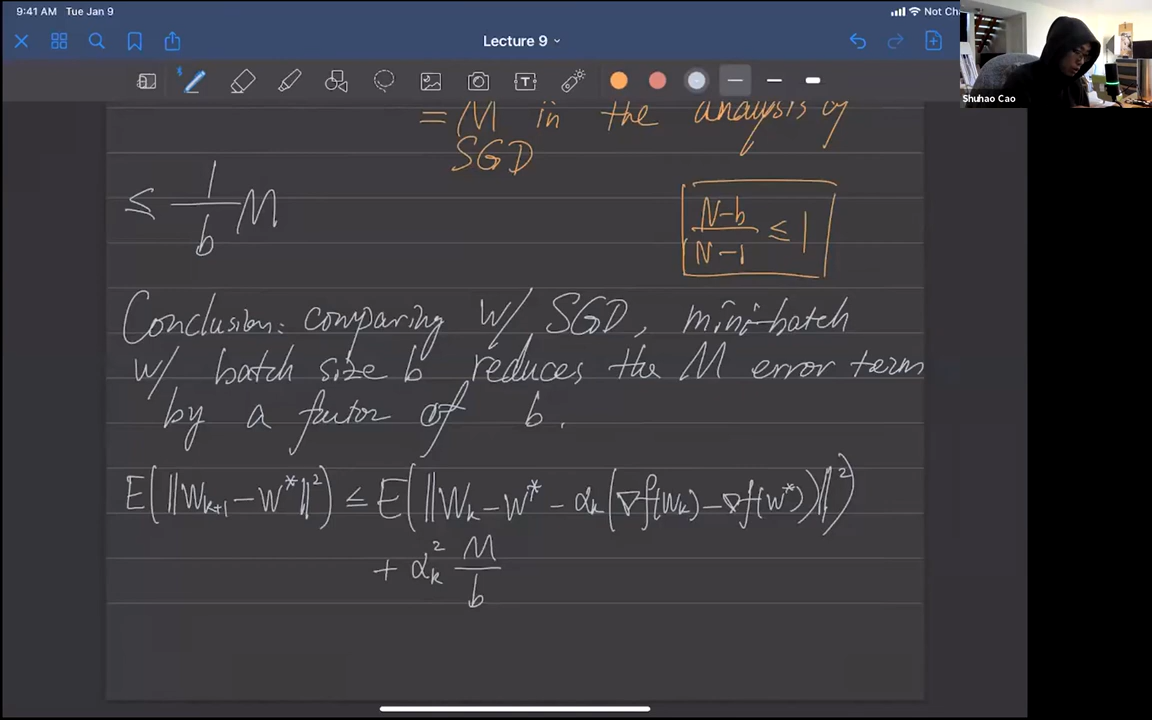 9:41 AM Tue Jan 9
Not Ch
Lecture 9
Shuhao Cao
= M in the analysis of
SGD
≤ 1/b M
N-b/N-1 ≤ 1
Conclusion: comparing w/ SGD, mini-batch
w/ batch size b reduces the M error term
by a factor of b.
E(‖w_{k+1} - w*‖²) ≤ E(‖w_k - w* - α_k(∇f(w_k) - ∇f(w*))‖²)
+ α_k² M/b